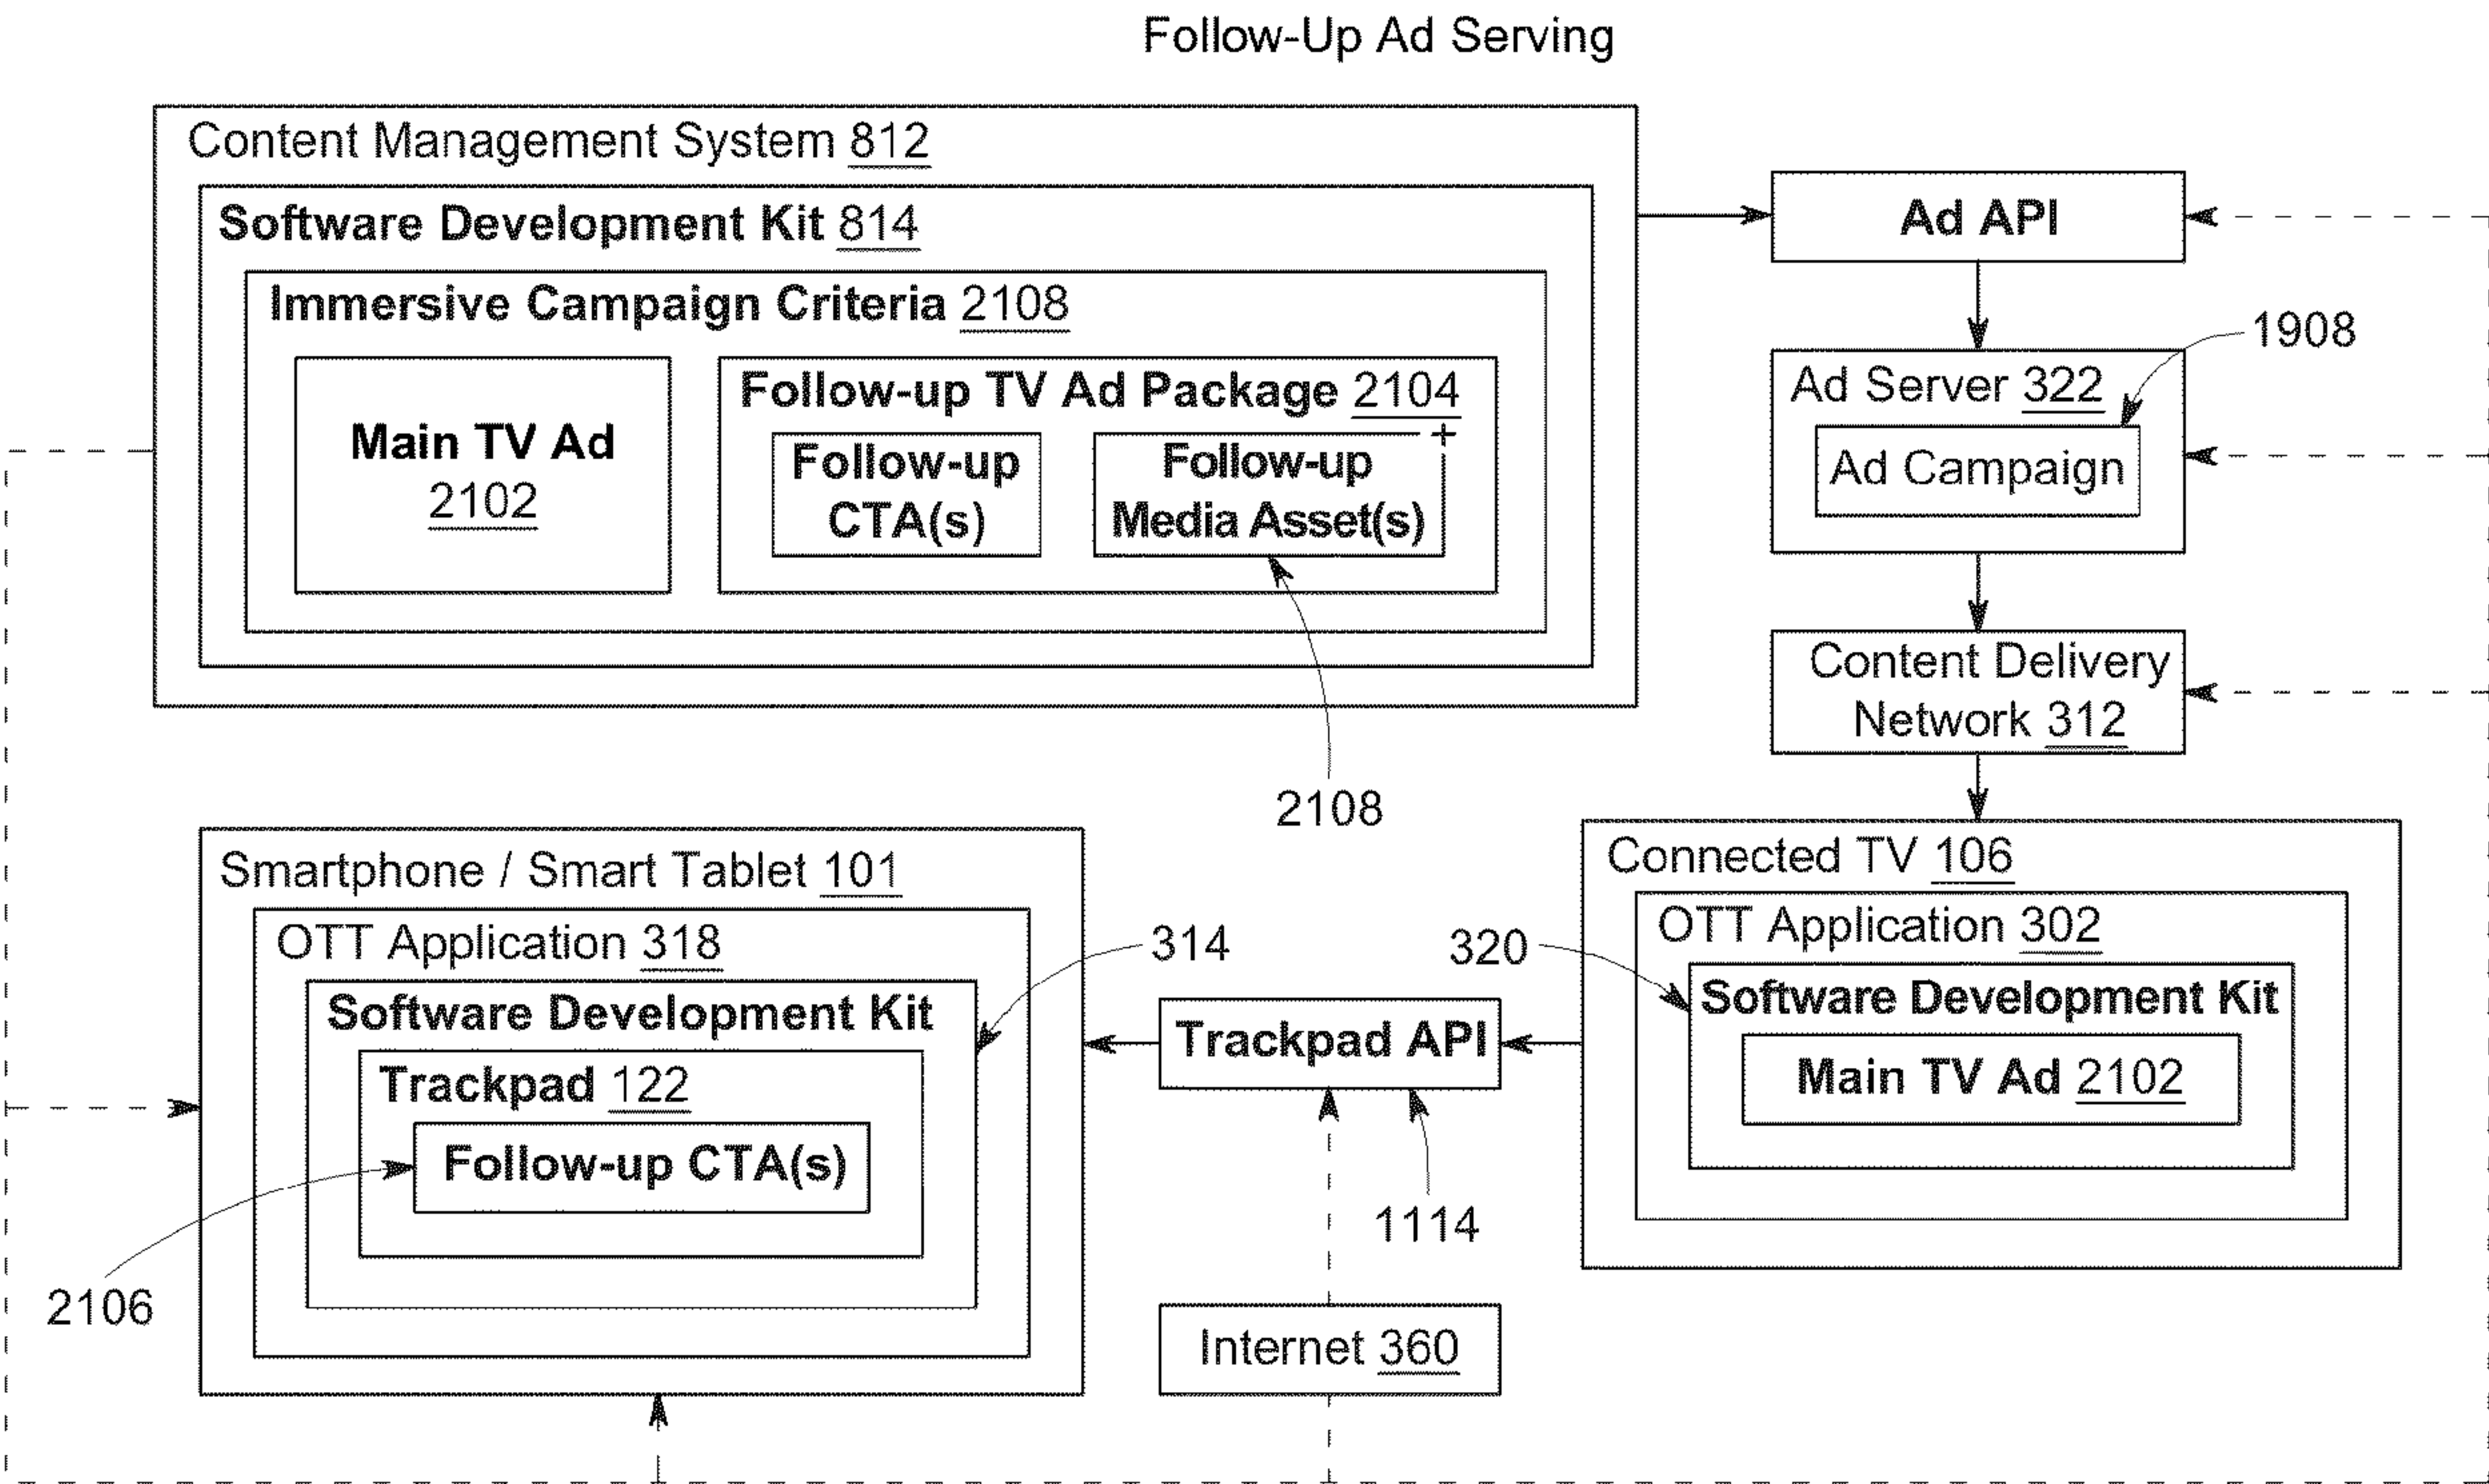 Follow-Up Ad Serving
Content Management System 812
Software Development Kit 814
Immersive Campaign Criteria 2108
Main TV Ad
2102
Follow-up TV Ad Package 2104
Follow-up
CTA(s)
Follow-up
Media Asset(s)
2108
Ad API
1908
Ad Server 322
Ad Campaign
Content Delivery
Network 312
Smartphone / Smart Tablet 101
OTT Application 318
314
Software Development Kit
Trackpad 122
Follow-up CTA(s)
2106
Trackpad API
1114
Internet 360
Connected TV 106
OTT Application 302
320
Software Development Kit
Main TV Ad 2102